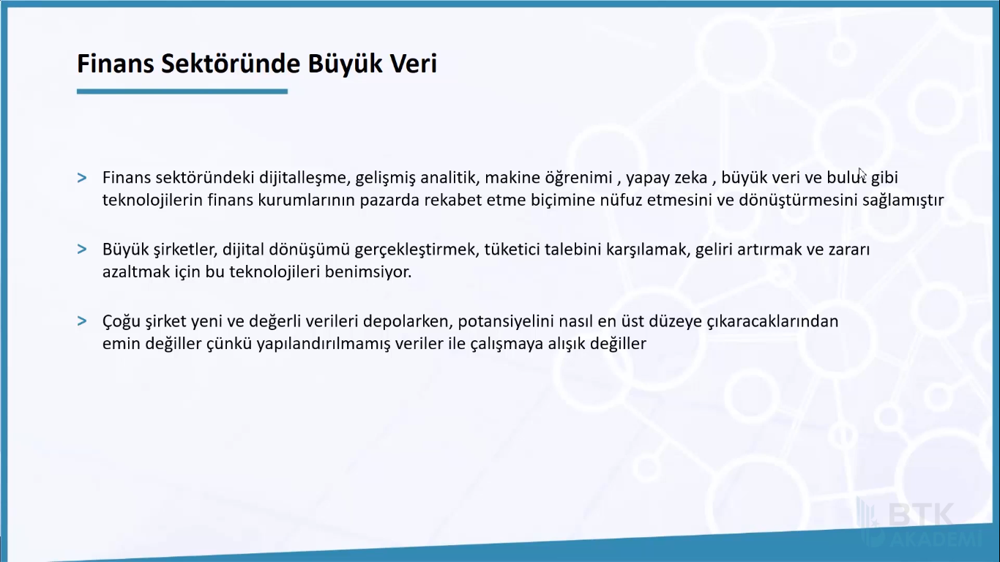 Finans Sektöründe Büyük Veri
> Finans sektöründeki dijitalleşme, gelişmiş analitik, makine öğrenimi , yapay zeka , büyük veri ve bulut gibi
teknolojilerin finans kurumlarının pazarda rekabet etme biçimine nüfuz etmesini ve dönüştürmesini sağlamıştır
> Büyük şirketler, dijital dönüşümü gerçekleştirmek, tüketici talebini karşılamak, geliri artırmak ve zararı
azaltmak için bu teknolojileri benimsiyor.
> Çoğu şirket yeni ve değerli verileri depolarken, potansiyelini nasıl en üst düzeye çıkaracaklarından
emin değiller çünkü yapılandırılmamış veriler ile çalışmaya alışık değiller
BTK
AKADEMİ